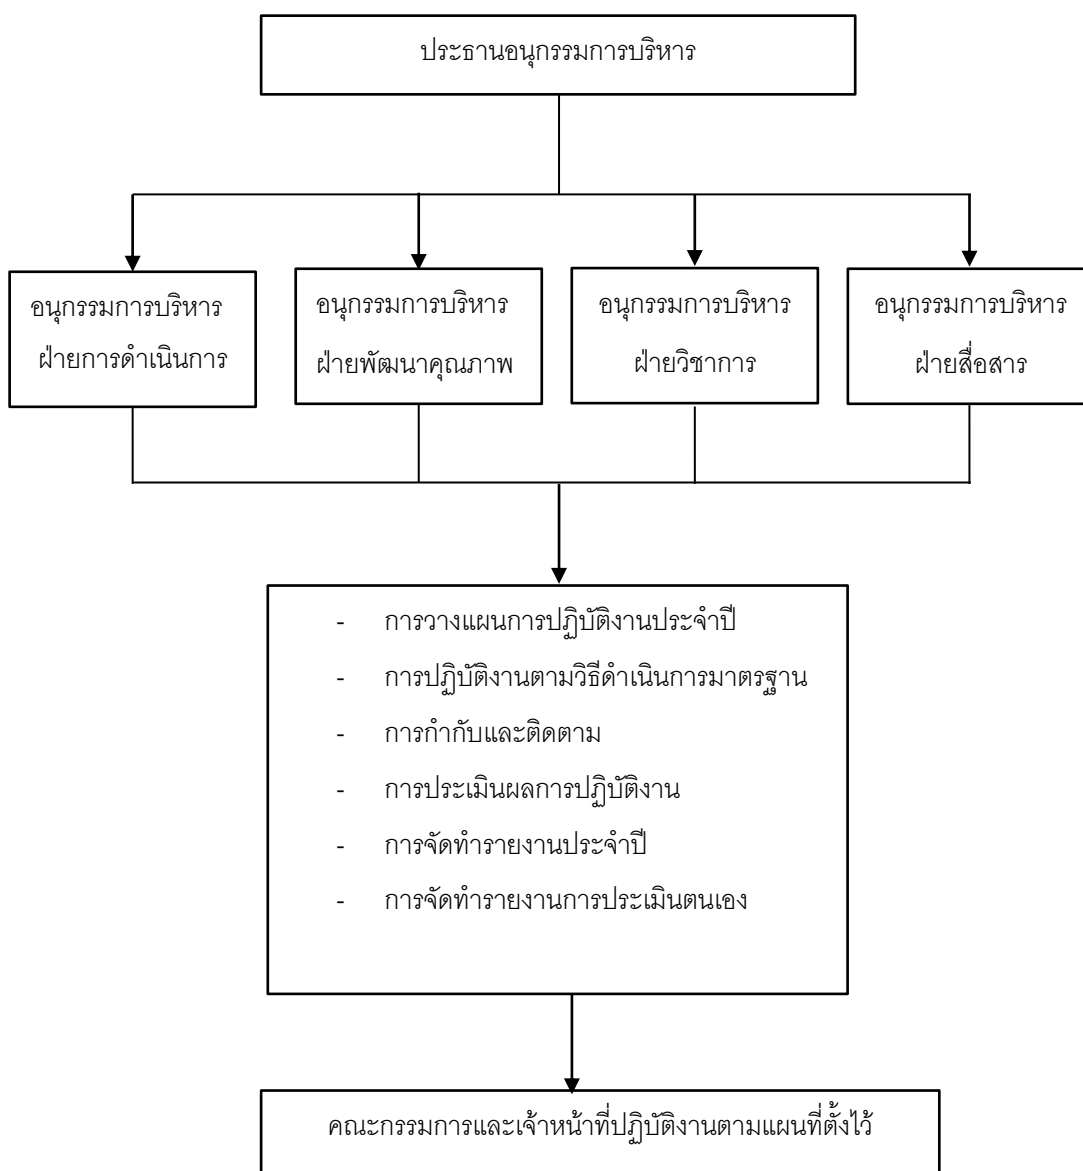 ประธานอนุกรรมการบริหาร
อนุกรรมการบริหาร
ฝ่ายการดำเนินการ
อนุกรรมการบริหาร
ฝ่ายพัฒนาคุณภาพ
อนุกรรมการบริหาร
ฝ่ายวิชาการ
อนุกรรมการบริหาร
ฝ่ายสื่อสาร
- การวางแผนการปฏิบัติงานประจำปี
- การปฏิบัติงานตามวิธีดำเนินการมาตรฐาน
- การกำกับและติดตาม
- การประเมินผลการปฏิบัติงาน
- การจัดทำรายงานประจำปี
- การจัดทำรายงานการประเมินตนเอง
คณะกรรมการและเจ้าหน้าที่ปฏิบัติงานตามแผนที่ตั้งไว้